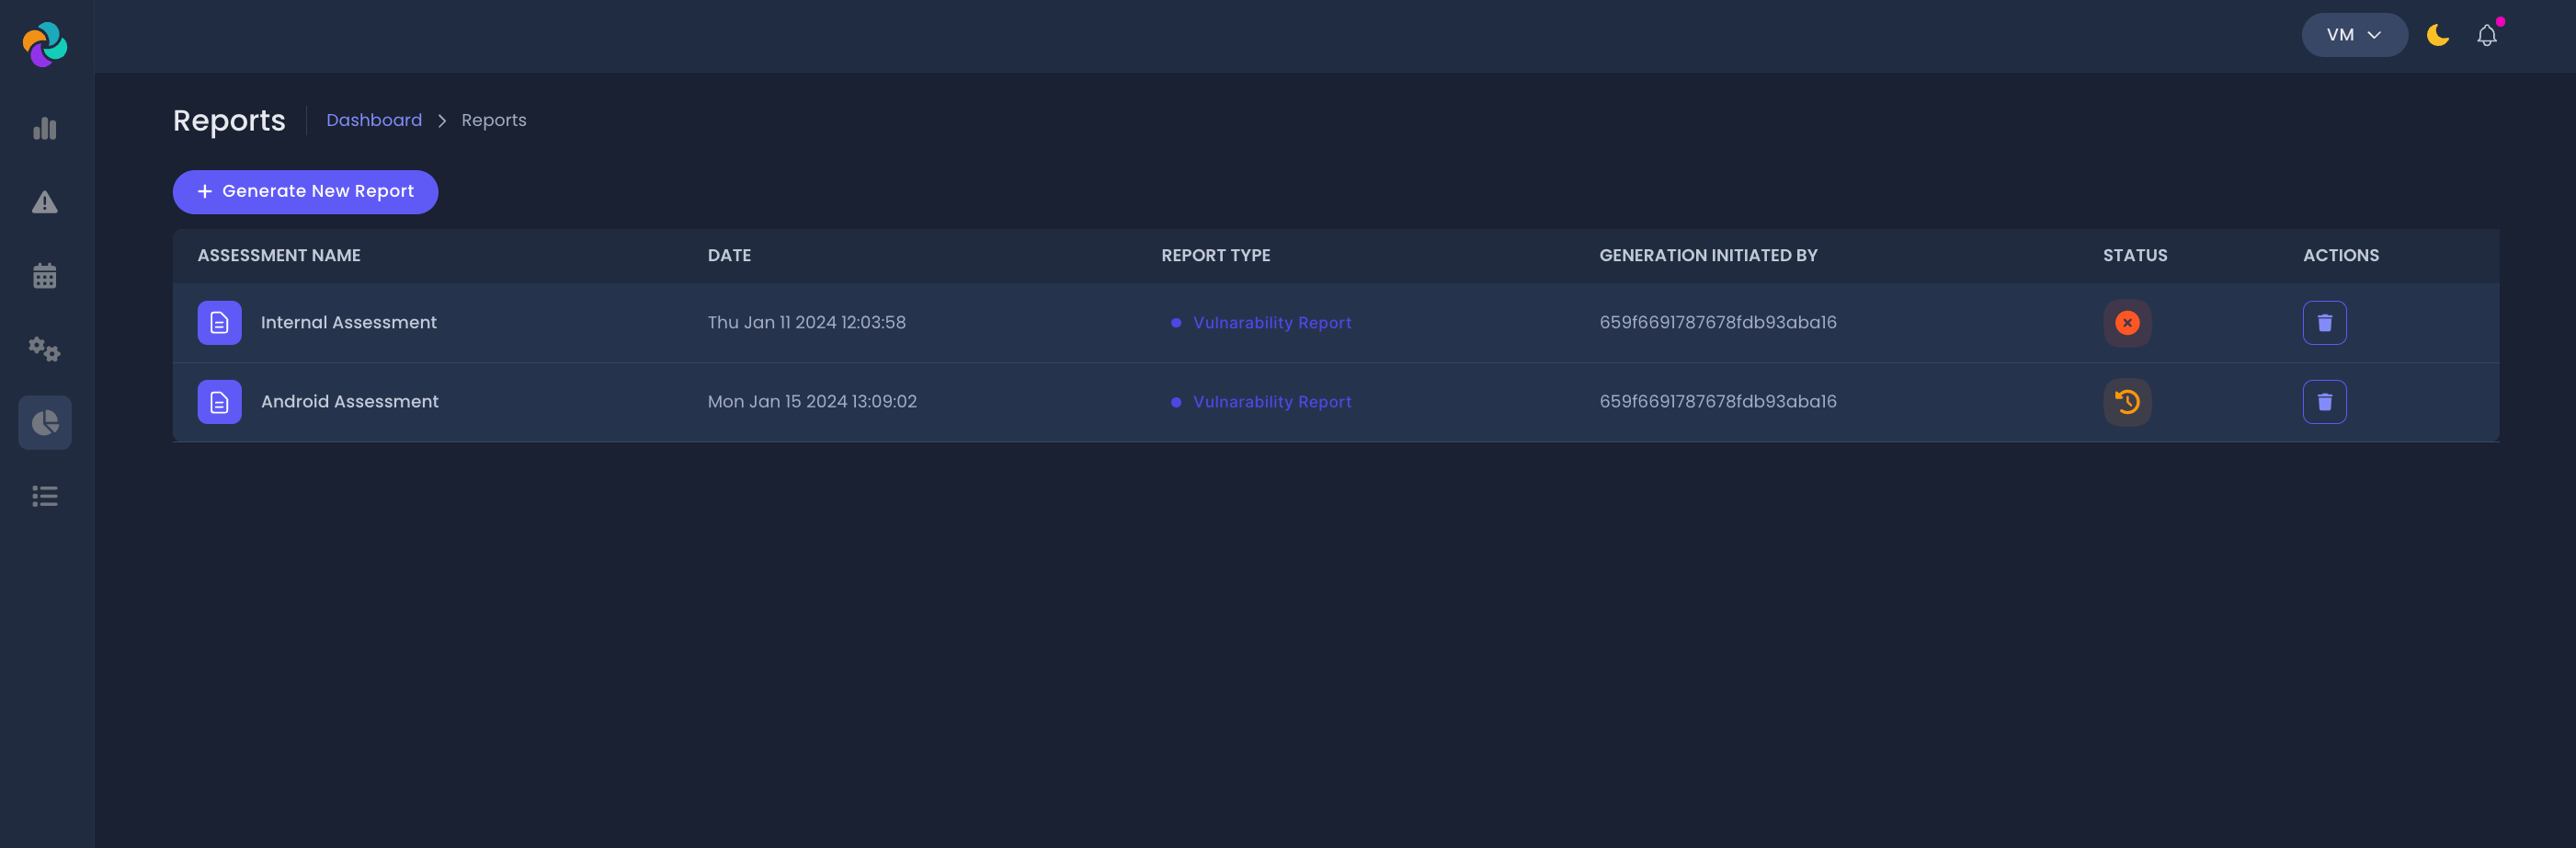 VM
Reports
Dashboard > Reports
+ Generate New Report
ASSESSMENT NAME DATE REPORT TYPE GENERATION INITIATED BY STATUS ACTIONS
Internal Assessment Thu Jan 11 2024 12:03:58 Vulnarability Report 659f6691787678fdb93aba16
Android Assessment Mon Jan 15 2024 13:09:02 Vulnarability Report 659f6691787678fdb93aba16